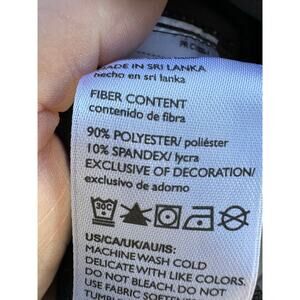 MADE IN SRI LANKA
hecho en sri lanka
FIBER CONTENT
contenido de fibra
90% POLYESTER/ poliéster
10% SPANDEX/ lycra
EXCLUSIVE OF DECORATION/
exclusivo de adorno
30C
US/CA/UK/AU/IS:
MACHINE WASH COLD
DELICATE WITH LIKE COLORS.
DO NOT BLEACH. DO NOT
USE FABRIC